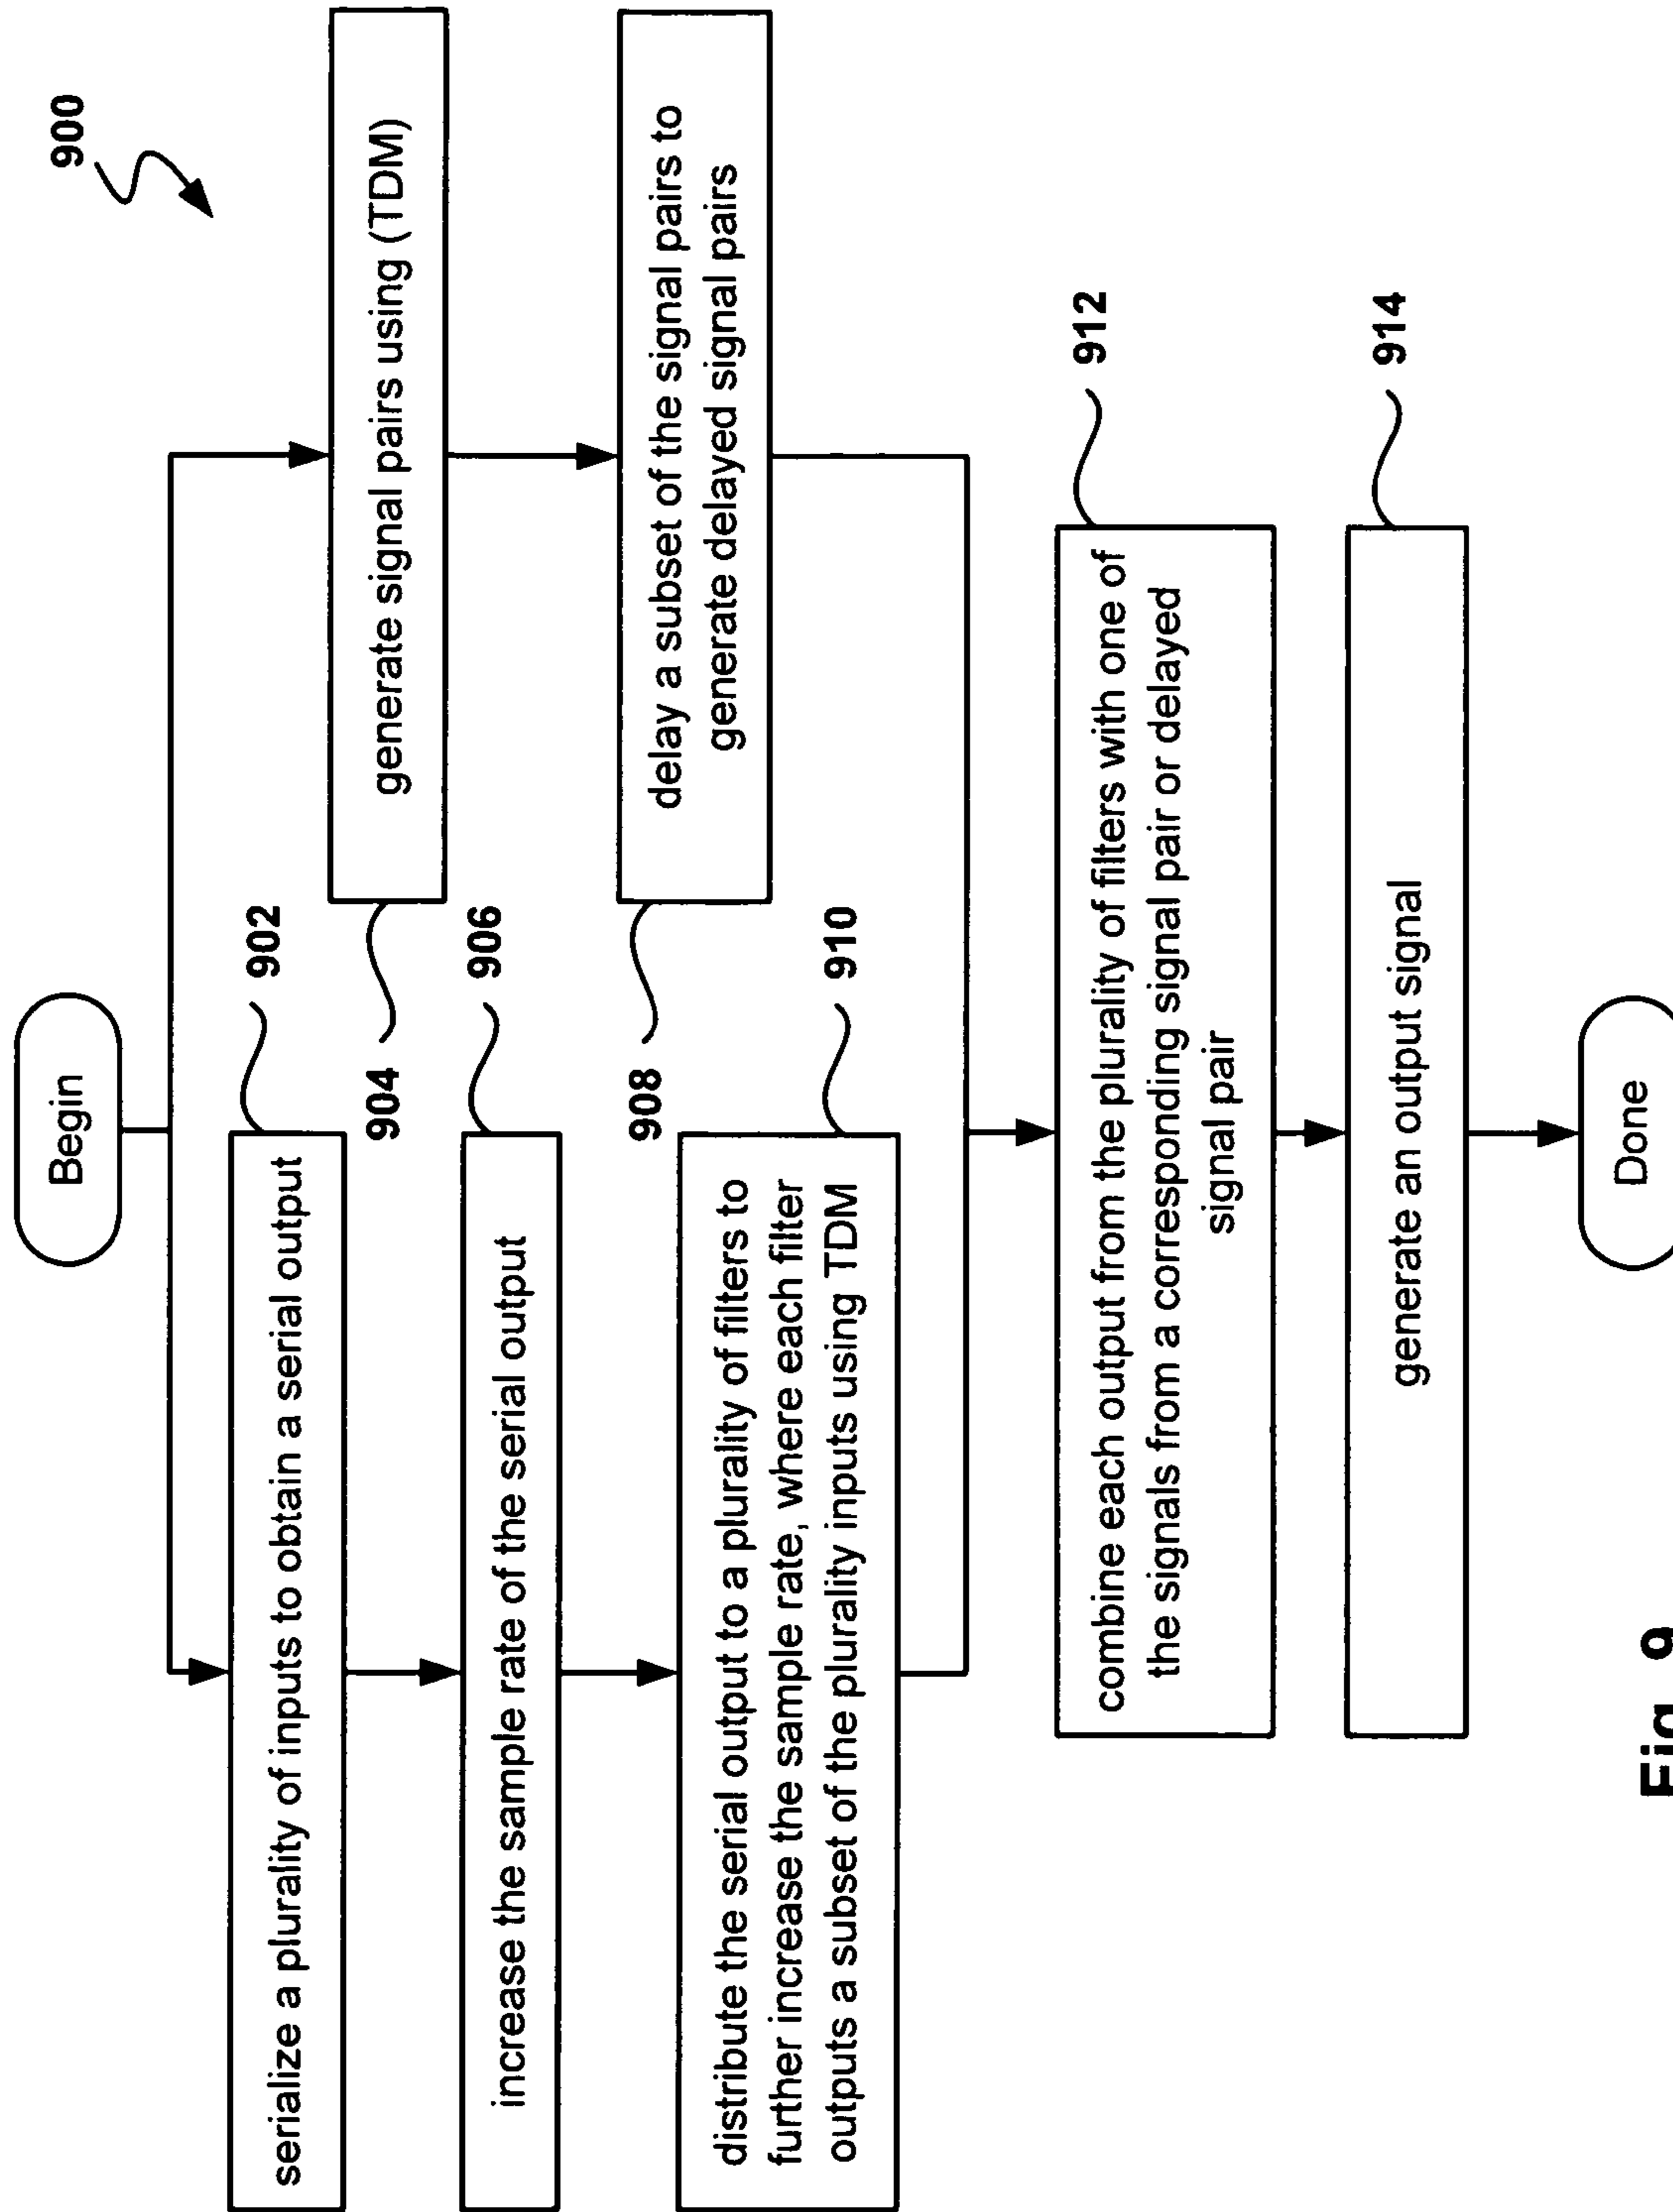 900
Begin
902
serialize a plurality of inputs to obtain a serial output
904
generate signal pairs using (TDM)
906
increase the sample rate of the serial output
908
delay a subset of the signal pairs to
generate delayed signal pairs
910
distribute the serial output to a plurality of filters to
further increase the sample rate, where each filter
outputs a subset of the plurality inputs using TDM
912
combine each output from the plurality of filters with one of
the signals from a corresponding signal pair or delayed
signal pair
914
generate an output signal
Done
Fig. 9